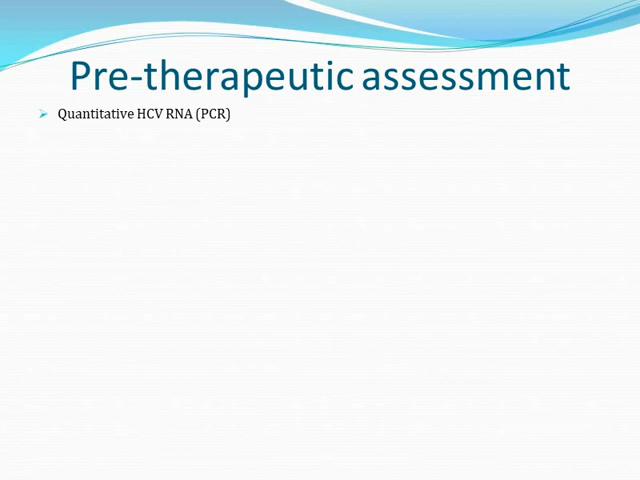 Pre-therapeutic assessment
Quantitative HCV RNA (PCR)